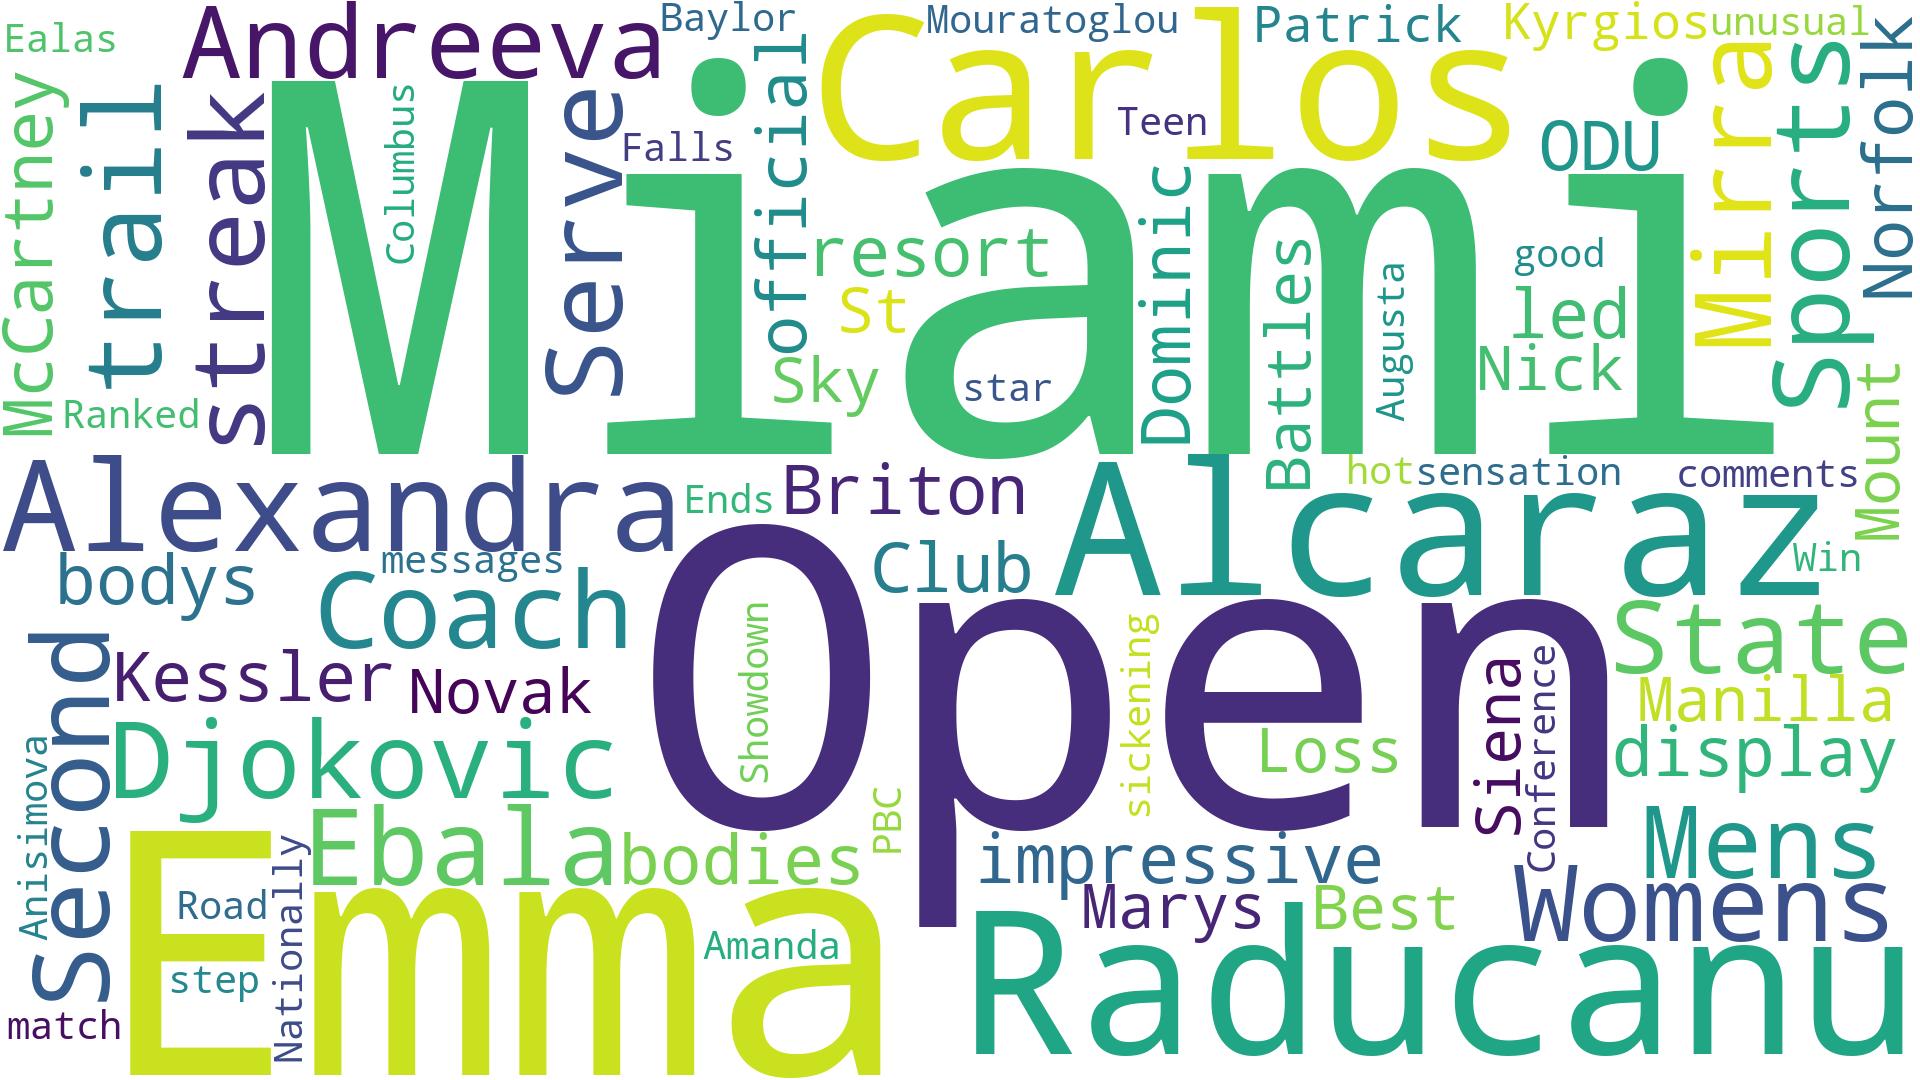 Ealas
Andreeva
Baylor
Mouratoglou
Patrick
Kyrgios
unusual
McCartney
trail
streak
Columbus
Serve
Falls
official
Carlos
Teen
ODU
Mirra
Sports
Norfolk
Miami
resort
St
Sky
star
Dominic
Battles
Augusta
good
led
Nick
Mount
Ranked
Alexandra
Ends
Briton
Alcaraz
hot
sensation
comments
bodys
messages
Coach
Club
Win
Open
Second
Kessler
Novak
Showdown
sickening
Siena
Conference
State
Manilla
Djokovic
Loss
display
Anisimova
Ebala
bodies
PBC
impressive
Mens
Womens
Emma
Road
Nationally
Marys
Best
Amanda
Raducanu
step
match